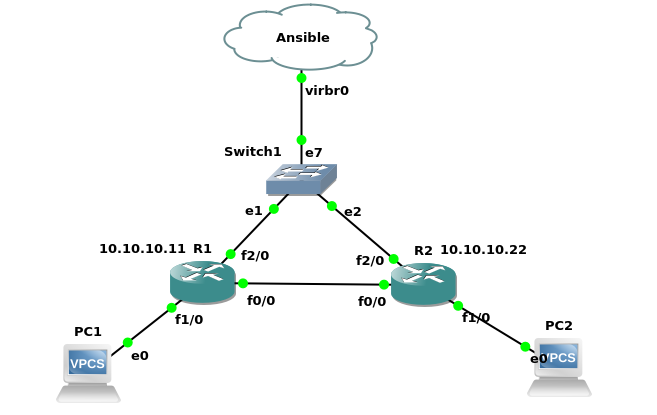 Ansible
virbr0
Switch1
e7
e1
e2
10.10.10.11 R1
f2/0
f2/0
R2 10.10.10.22
f0/0
f0/0
f1/0
f1/0
PC1
PC2
VPCS
e0
e0
VPCS